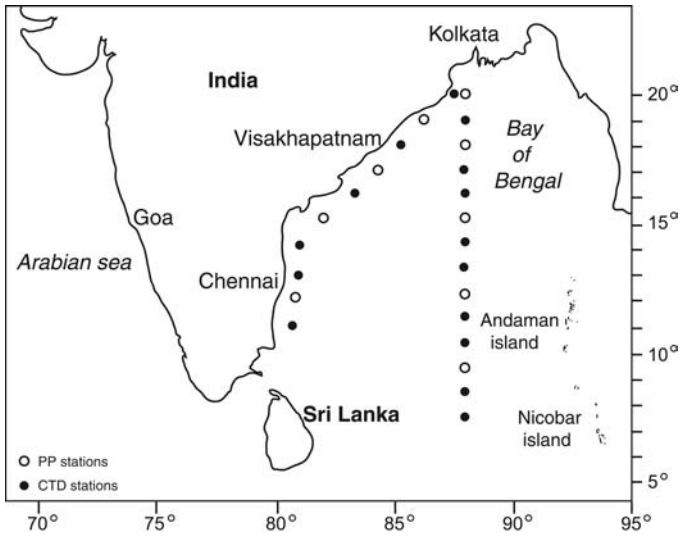 Kolkata
India
20°
Visakhapatnam
Bay
of
Bengal
Goa
15°
Arabian sea
Chennai
Andaman
island
10°
Sri Lanka
Nicobar
island
PP stations
CTD stations
5°
70°
75°
80°
85°
90°
95°